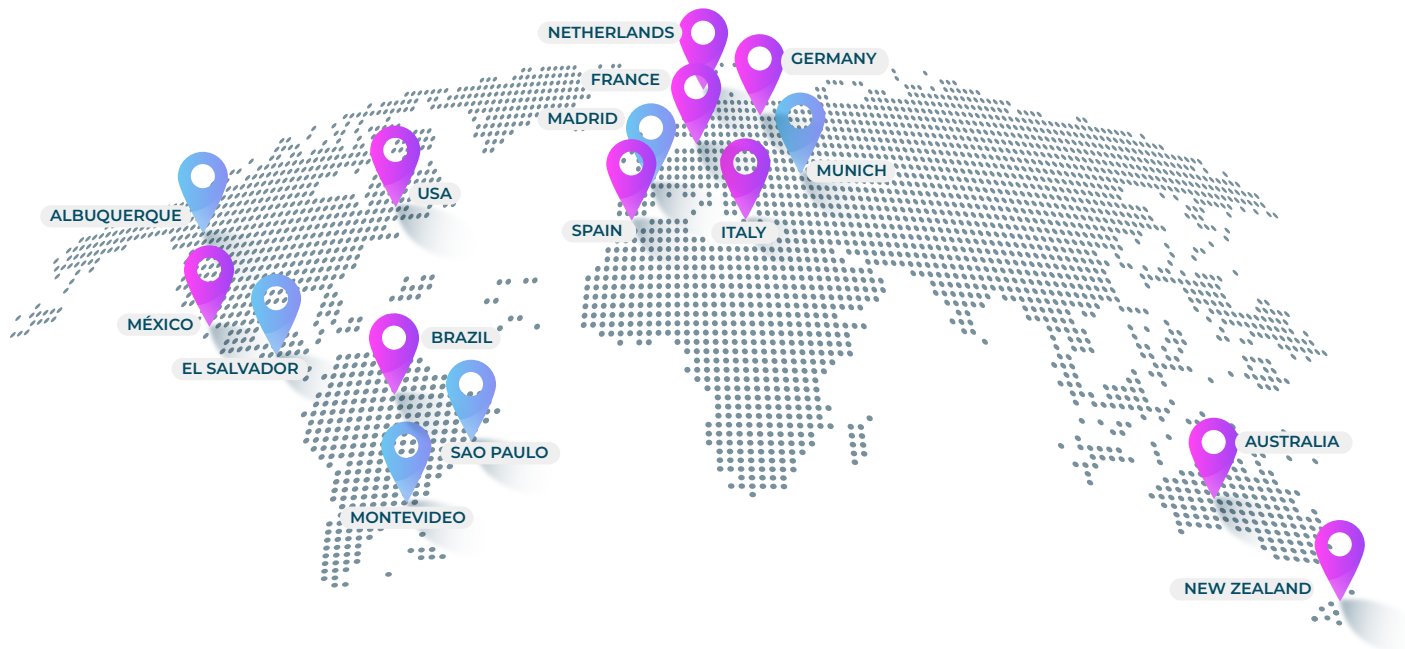 NETHERLANDS
GERMANY
FRANCE
MADRID
MUNICH
USA
ALBUQUERQUE
SPAIN
ITALY
MÉXICO
BRAZIL
EL SALVADOR
AUSTRALIA
SAO PAULO
MONTEVIDEO
NEW ZEALAND